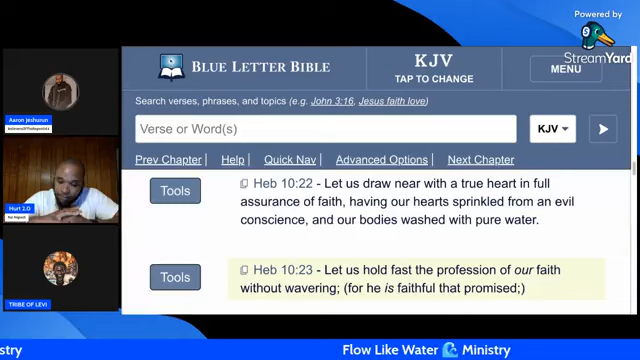 Powered by
StreamYard
BLUE LETTER BIBLE
KJV
TAP TO CHANGE
MENU
Search verses, phrases, and topics (e.g. John 3:16, Jesus faith love)
Verse or Word(s)
KJV
Prev Chapter | Help | Quick Nav | Advanced Options | Next Chapter
Tools
Heb 10:22 - Let us draw near with a true heart in full
assurance of faith, having our hearts sprinkled from an evil
conscience, and our bodies washed with pure water.
Tools
Heb 10:23 - Let us hold fast the profession of our faith
without wavering; (for he is faithful that promised;)
Aaron jeshurun
Hurt 2.0
TRIBE OF LEVI
istry
Flow Like Water 🌊 Ministry